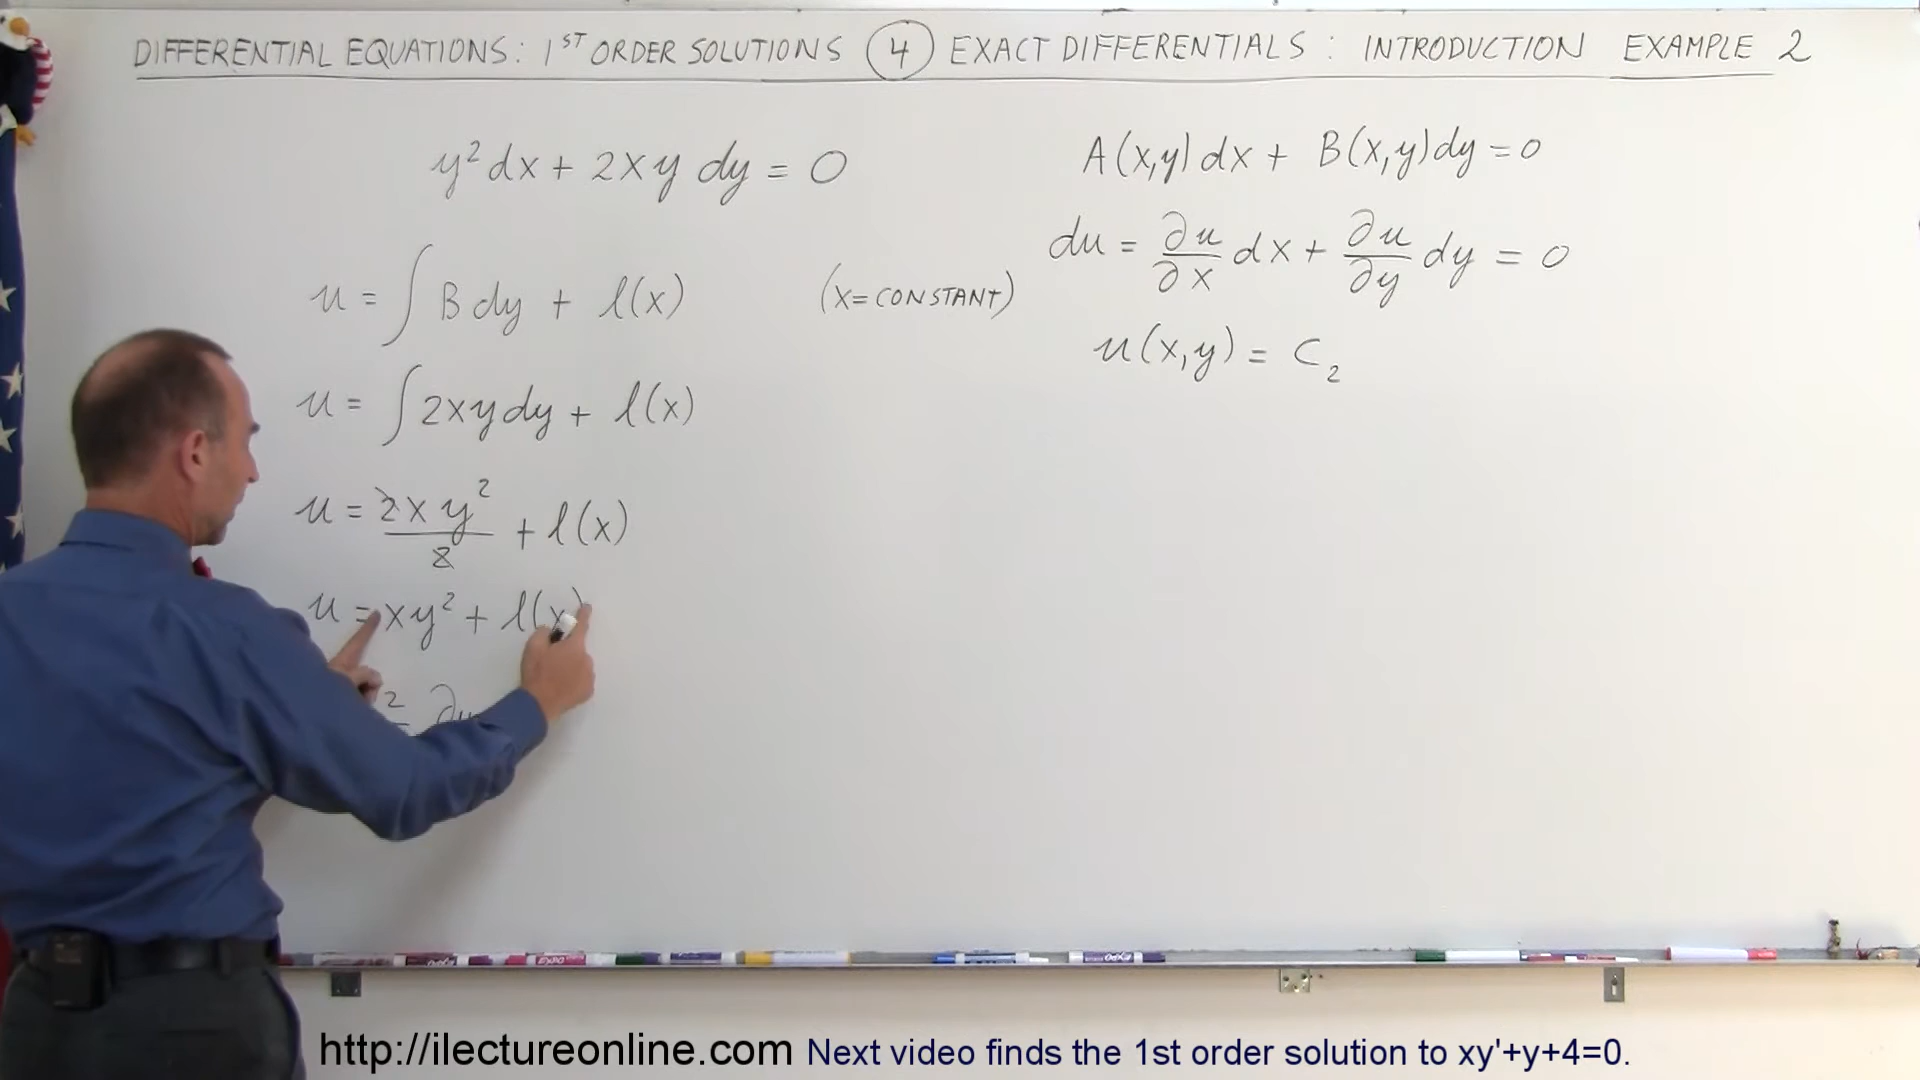 DIFFERENTIAL EQUATIONS: 1ST ORDER SOLUTIONS 4 EXACT DIFFERENTIALS: INTRODUCTION EXAMPLE 2
y² dx + 2xy dy = 0
u = ∫ B dy + l(x) (x = CONSTANT)
u = ∫ 2xy dy + l(x)
u = 2xy²/2 + l(x)
u = xy² + l(x)
2 ∂u
A(x,y) dx + B(x,y) dy = 0
du = ∂u/∂x dx + ∂u/∂y dy = 0
u(x,y) = C₂
http://ilectureonline.com Next video finds the 1st order solution to xy'+y+4=0.